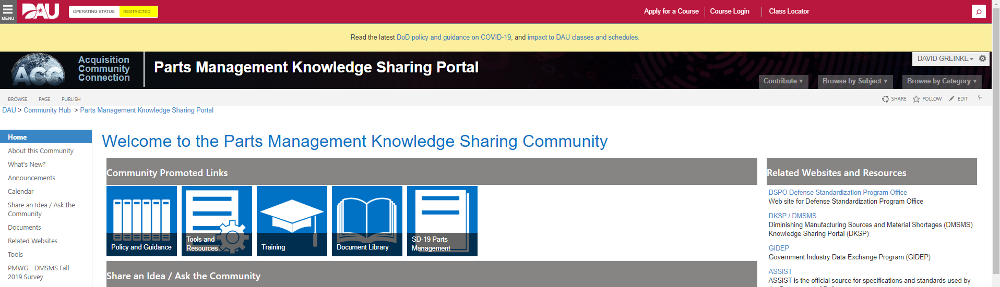 MENU
DAU
OPERATING STATUS RESTRICTED
Apply for a Course Course Login Class Locator
Read the latest DoD policy and guidance on COVID-19, and impact to DAU classes and schedules.
ACQ
Acquisition
Community
Connection
Parts Management Knowledge Sharing Portal
DAVID GREINKE
Contribute Browse by Subject Browse by Category
BROWSE PAGE PUBLISH
SHARE FOLLOW EDIT
DAU > Community Hub > Parts Management Knowledge Sharing Portal
Home
About this Community
What's New?
Announcements
Calendar
Share an Idea / Ask the
Community
Documents
Related Websites
Tools
PMWG - DMSMS Fall
2019 Survey
Welcome to the Parts Management Knowledge Sharing Community
Community Promoted Links
Policy and Guidance
Tools and
Resources
Training
Document Library
SD-19 Parts
Management
Share an Idea / Ask the Community
Related Websites and Resources
DSPO Defense Standardization Program Office
Web site for Defense Standardization Program Office
DKSP / DMSMS
Diminishing Manufacturing Sources and Material Shortages (DMSMS)
Knowledge Sharing Portal (DKSP)
GIDEP
Government Industry Data Exchange Program (GIDEP)
ASSIST
ASSIST is the official source for specifications and standards used by